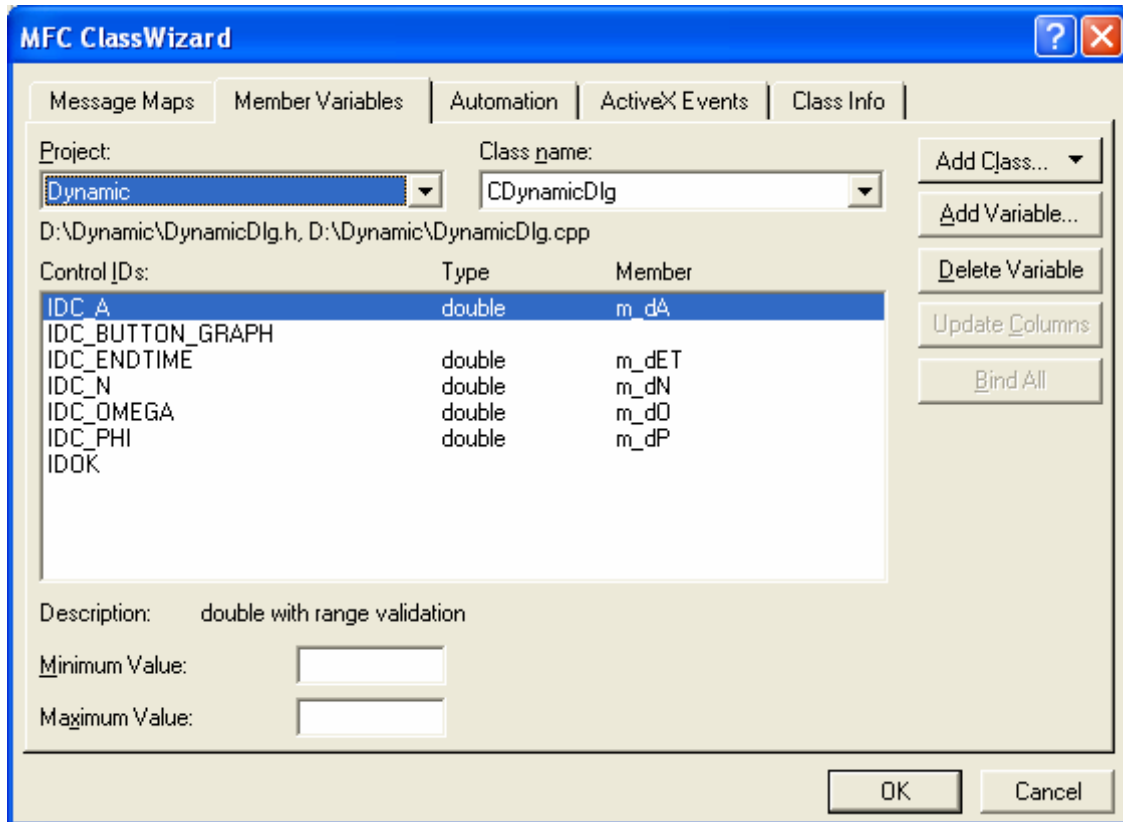 MFC ClassWizard
Message Maps Member Variables Automation ActiveX Events Class Info
Project: Class name: Add Class...
Dynamic CDynamicDlg Add Variable...
D:\Dynamic\DynamicDlg.h, D:\Dynamic\DynamicDlg.cpp
Control IDs: Type Member Delete Variable
IDC_A double m_dA
IDC_BUTTON_GRAPH Update Columns
IDC_ENDTIME double m_dET
IDC_N double m_dN Bind All
IDC_OMEGA double m_dO
IDC_PHI double m_dP
IDOK
Description: double with range validation
Minimum Value:
Maximum Value:
OK Cancel